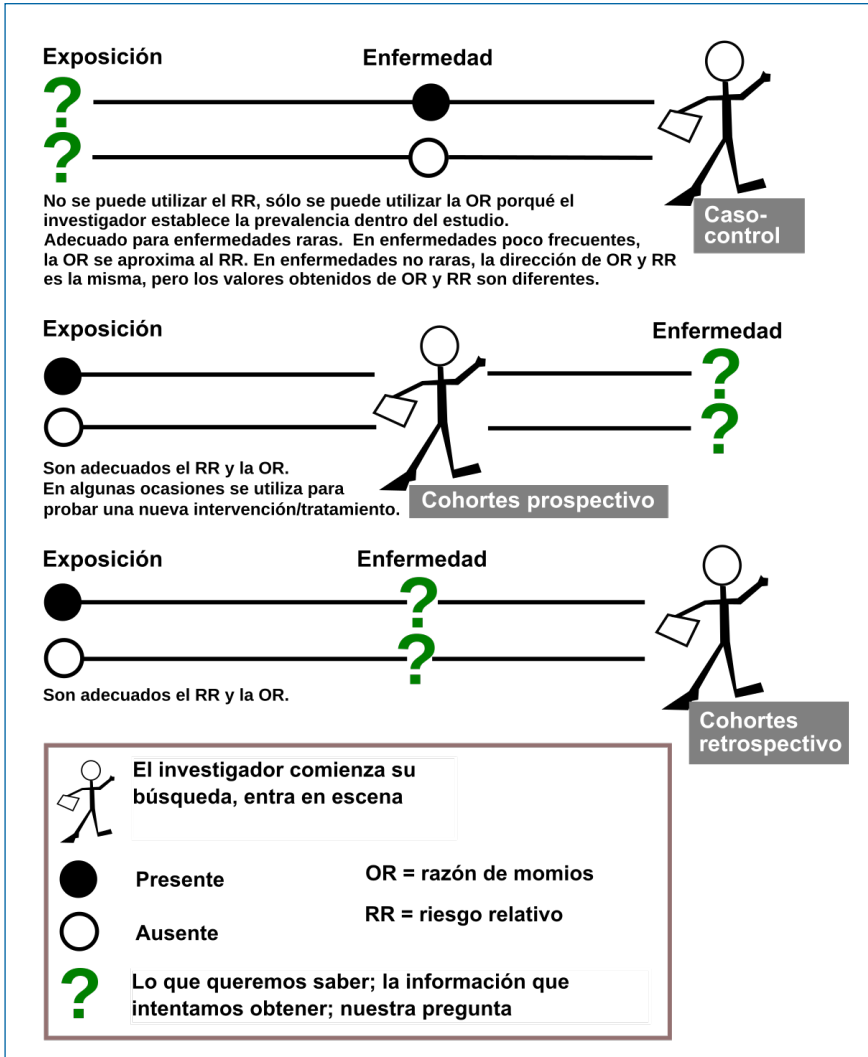 Exposición
Enfermedad
?
?
No se puede utilizar el RR, sólo se puede utilizar la OR porqué el
investigador establece la prevalencia dentro del estudio.
Adecuado para enfermedades raras. En enfermedades poco frecuentes,
la OR se aproxima al RR. En enfermedades no raras, la dirección de OR y RR
es la misma, pero los valores obtenidos de OR y RR son diferentes.
Caso-
control
Exposición
Enfermedad
?
?
Son adecuados el RR y la OR.
En algunas ocasiones se utiliza para
probar una nueva intervención/tratamiento.
Cohortes prospectivo
Exposición
Enfermedad
?
?
Son adecuados el RR y la OR.
Cohortes
retrospectivo
El investigador comienza su
búsqueda, entra en escena
Presente
OR = razón de momios
Ausente
RR = riesgo relativo
?
Lo que queremos saber; la información que
intentamos obtener; nuestra pregunta